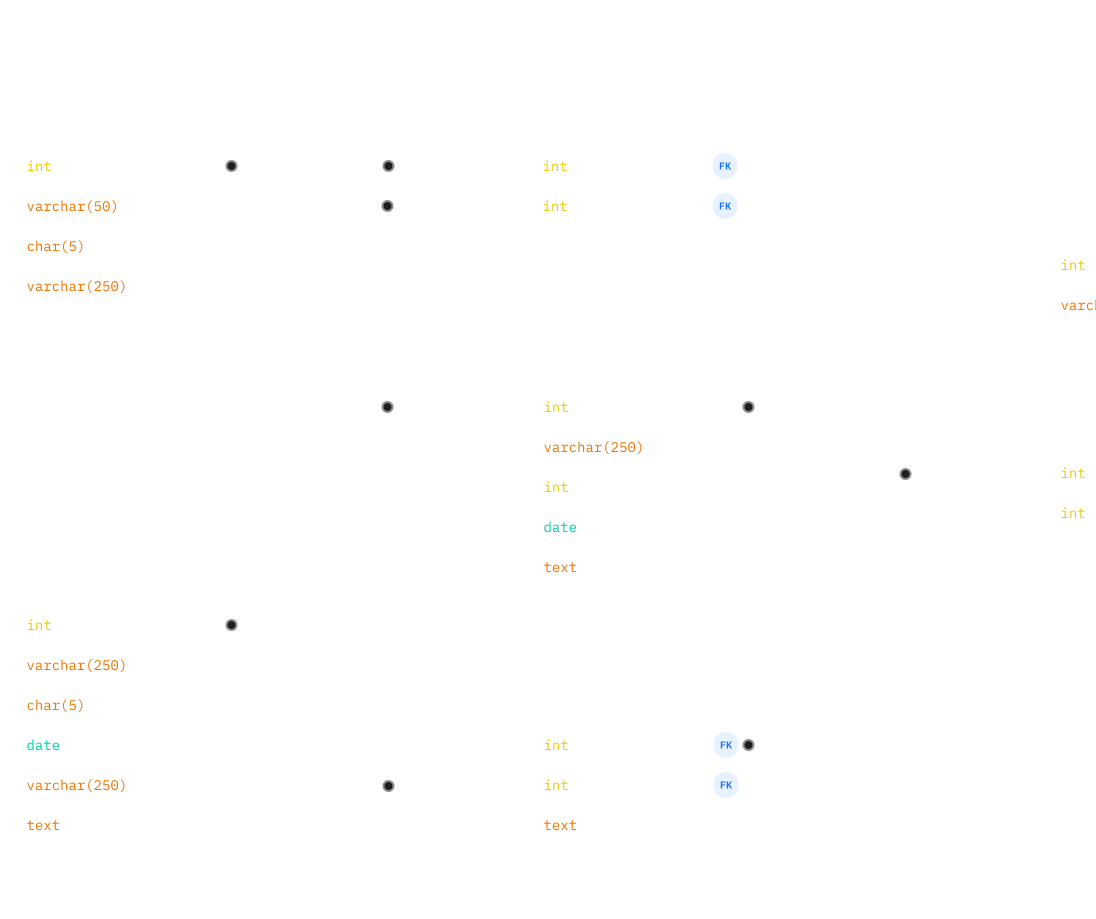 int
varchar(50)
char(5)
varchar(250)
int FK
int FK
int
varch
int
varchar(250)
int
date
text
int
int
int
varchar(250)
char(5)
date
varchar(250)
text
int FK
int FK
text